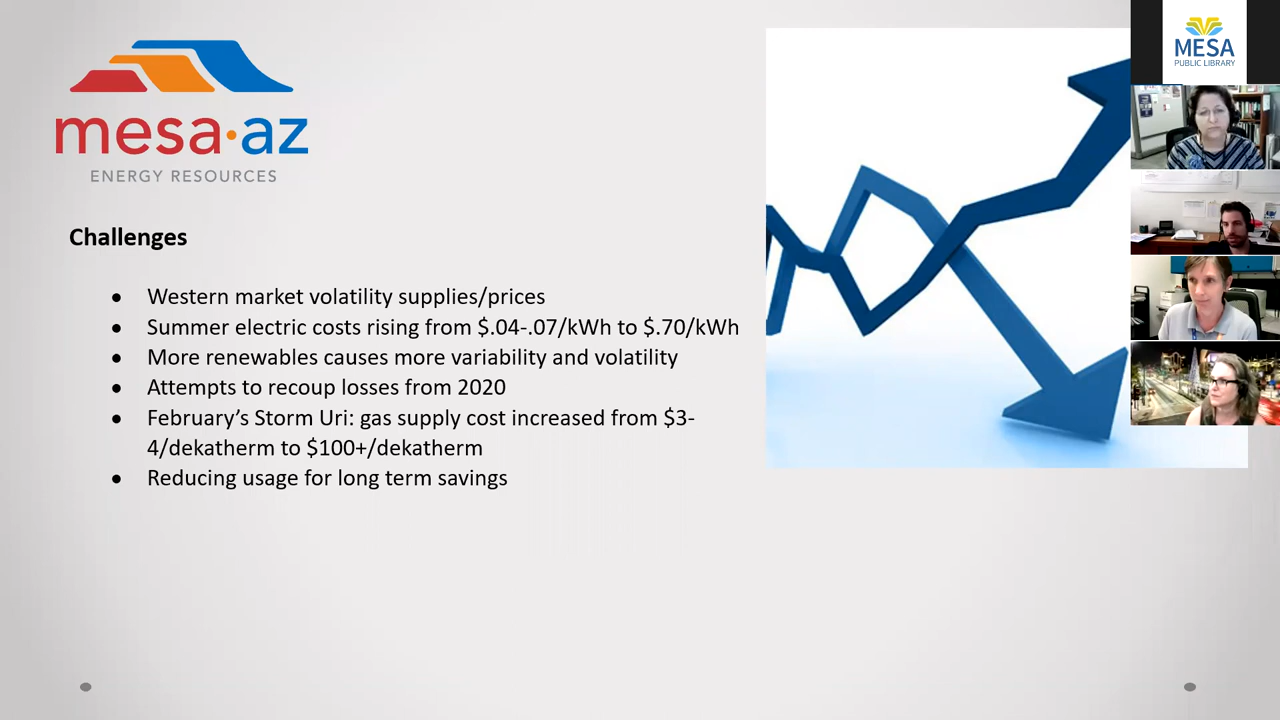 mesa·az
ENERGY RESOURCES
Challenges
• Western market volatility supplies/prices
• Summer electric costs rising from $.04-.07/kWh to $.70/kWh
• More renewables causes more variability and volatility
• Attempts to recoup losses from 2020
• February’s Storm Uri: gas supply cost increased from $3-
4/dekatherm to $100+/dekatherm
• Reducing usage for long term savings
MESA
PUBLIC LIBRARY